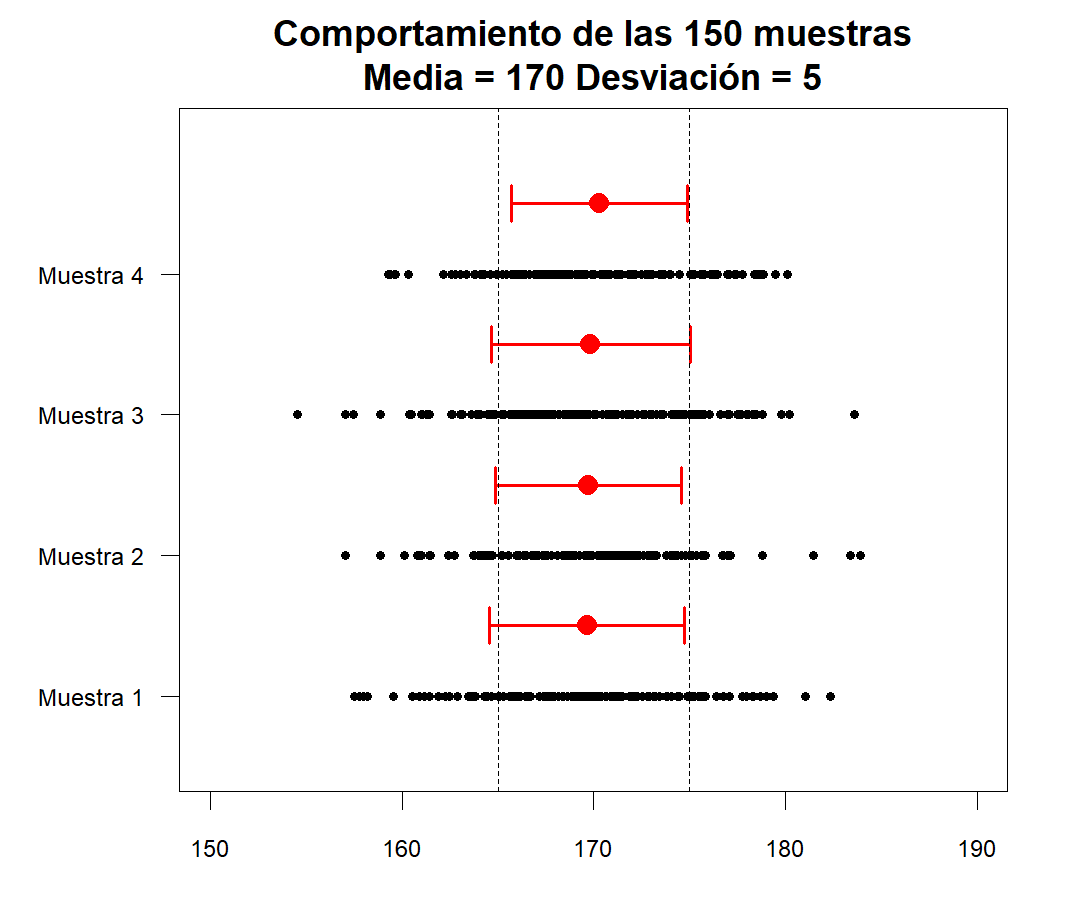 Comportamiento de las 150 muestras
Media = 170 Desviación = 5
Muestra 4
Muestra 3
Muestra 2
Muestra 1
150 160 170 180 190